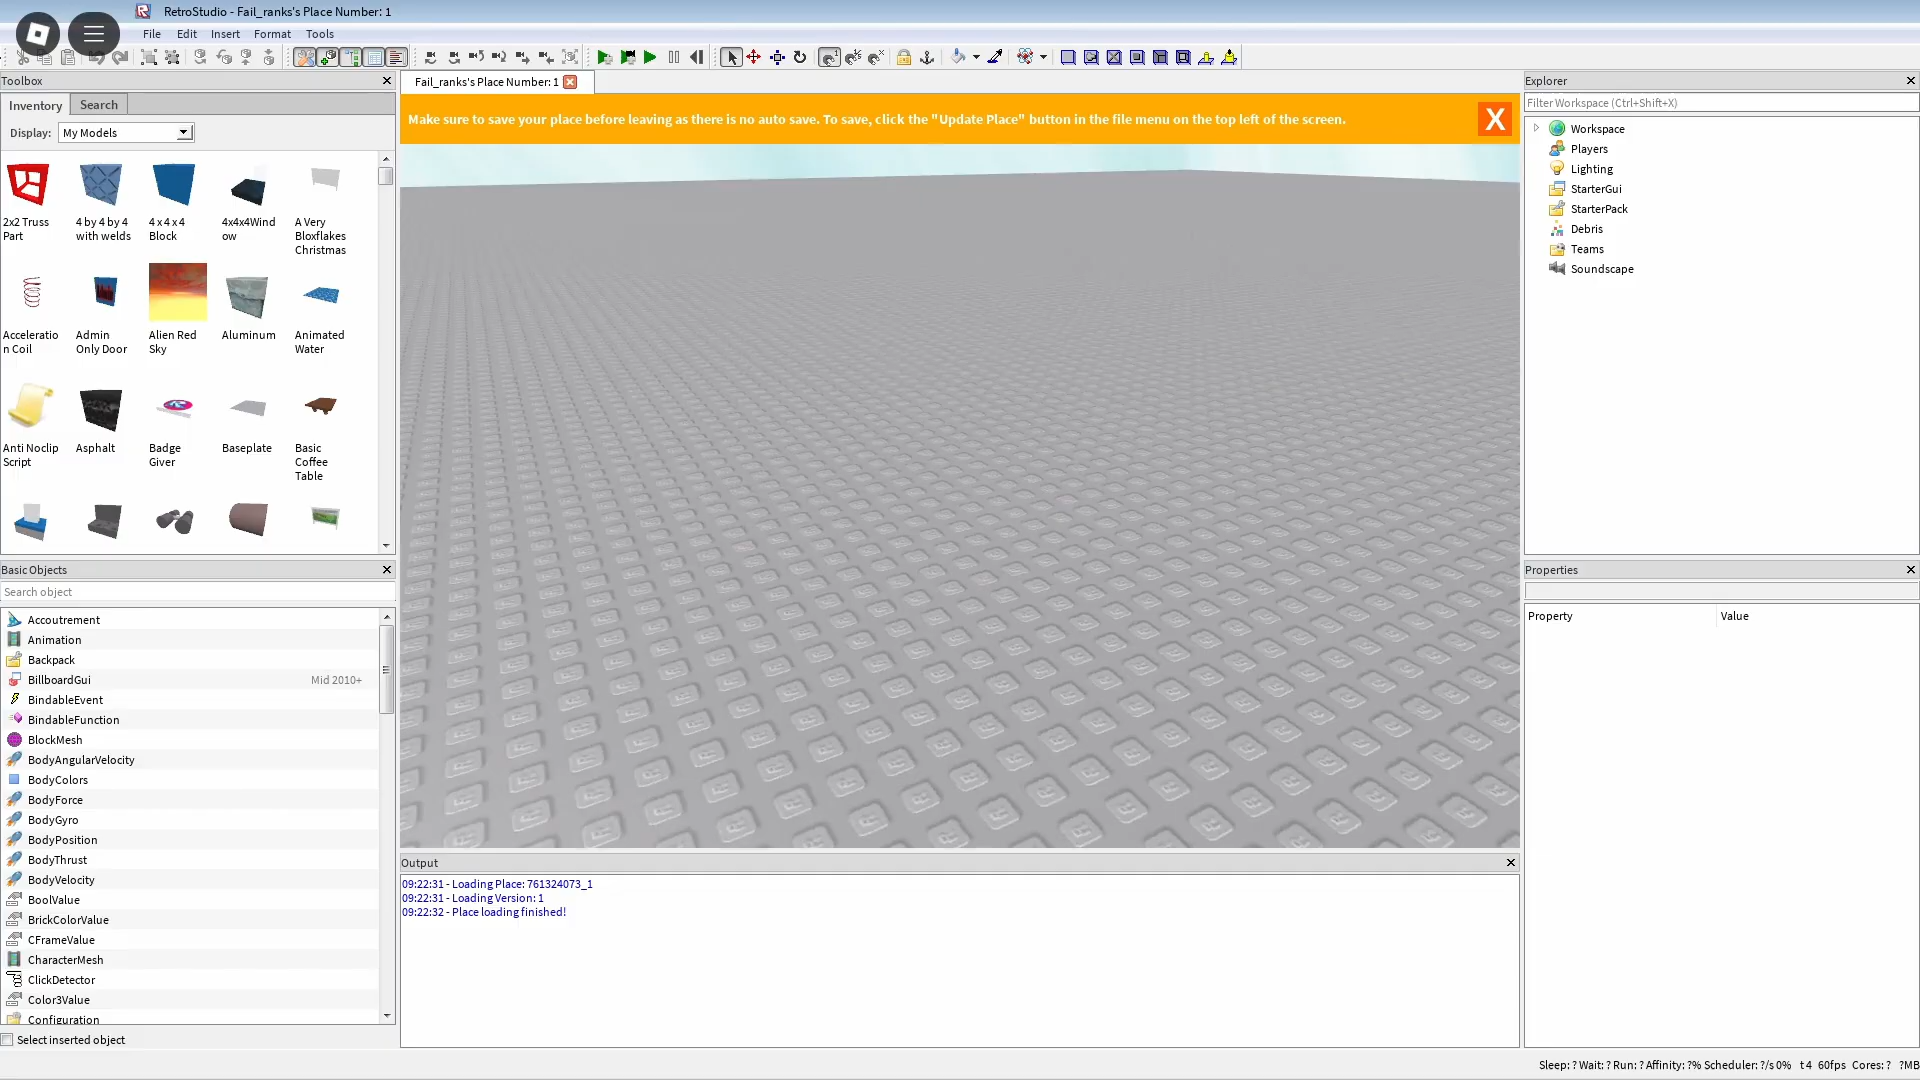 RetroStudio - Fail_ranks's Place Number: 1
File Edit Insert Format Tools
Toolbox
Inventory Search
Display: My Models
2x2 Truss Part
4 by 4 by 4 with welds
4 x 4 x 4 Block
4x4x4Window
A Very Bloxflakes Christmas
Acceleration Coil
Admin Only Door
Alien Red Sky
Aluminum
Animated Water
Anti Noclip Script
Asphalt
Badge Giver
Baseplate
Basic Coffee Table
Basic Objects
Search object
Accoutrement
Animation
Backpack
BillboardGui Mid 2010+
BindableEvent
BindableFunction
BlockMesh
BodyAngularVelocity
BodyColors
BodyForce
BodyGyro
BodyPosition
BodyThrust
BodyVelocity
BoolValue
BrickColorValue
CFrameValue
CharacterMesh
ClickDetector
Color3Value
Configuration
Select inserted object
Fail_ranks's Place Number: 1
Make sure to save your place before leaving as there is no auto save. To save, click the "Update Place" button in the file menu on the top left of the screen.
X
Output
09:22:31 - Loading Place: 761324073_1
09:22:31 - Loading Version: 1
09:22:32 - Place loading finished!
Explorer
Filter Workspace (Ctrl+Shift+X)
Workspace
Players
Lighting
StarterGui
StarterPack
Debris
Teams
Soundscape
Properties
Property Value
Sleep: ? Wait: ? Run: ? Affinity: ?% Scheduler: ?/s 0% t 4 60fps Cores: ? ?MB